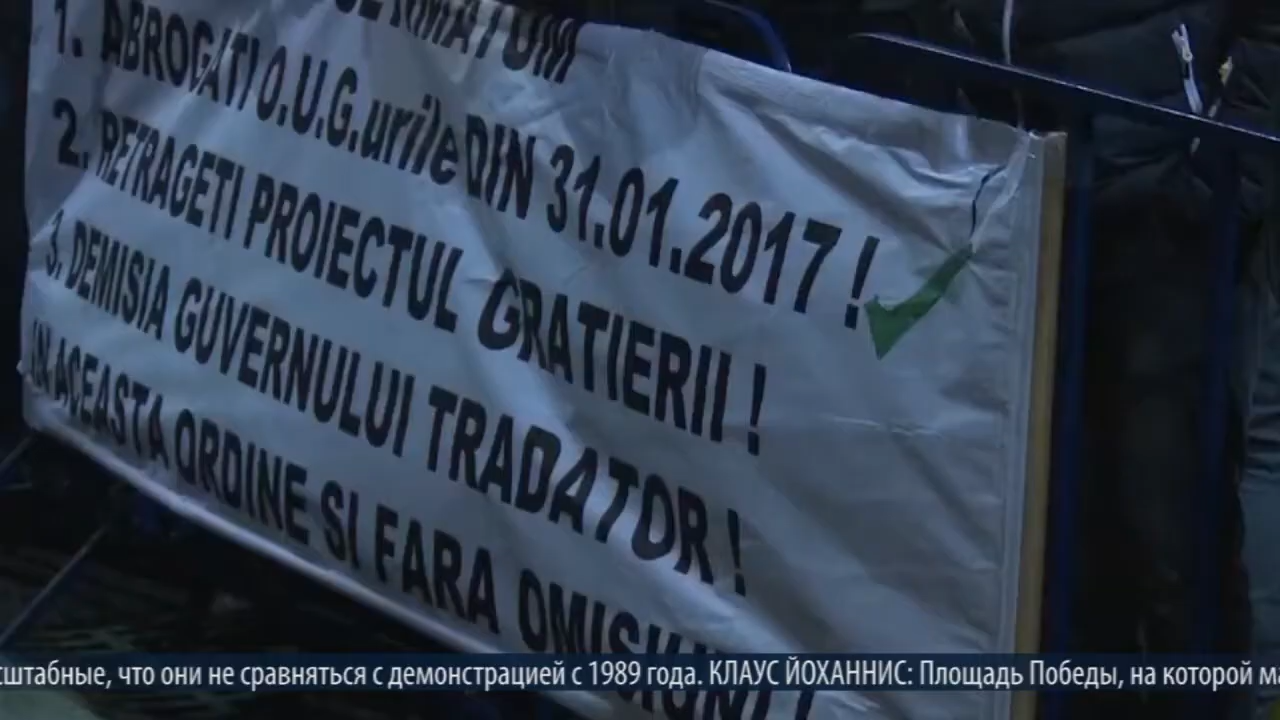 1. ABROGATI O.U.G.urile DIN 31.01.2017 !
2. RETRAGETI PROIECTUL GRATIERII !
3. DEMISIA GUVERNULUI TRADATOR !
IN ACEASTA ORDINE SI FARA OMISIUNI !
что они не сравняться с демонстрацией с 1989 года. КЛАУС ЙОХАННИС: Площадь Победы, на которой